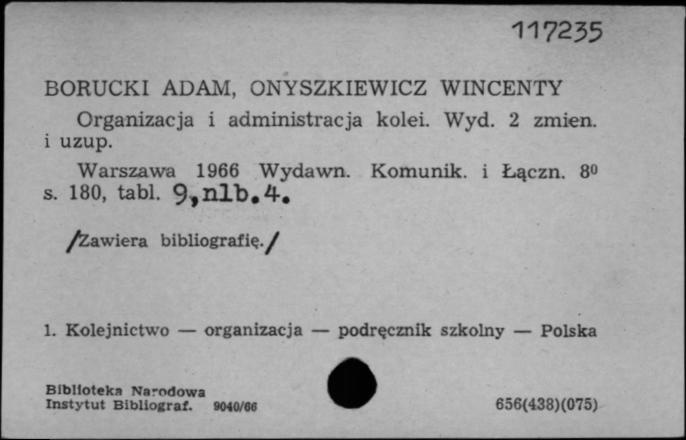 117235
BORUCKI ADAM, ONYSZKIEWICZ WINCENTY
Organizacja i administracja kolei. Wyd. 2 zmien.
i uzup.
Warszawa 1966 Wydawn. Komunik. i Łączn. 8⁰
s. 180, tabl. 9, nlb. 4.
/Zawiera bibliografię./
1. Kolejnictwo — organizacja — podręcznik szkolny — Polska
Biblioteka Narodowa
Instytut Bibliograf. 9040/66
656(438)(075)